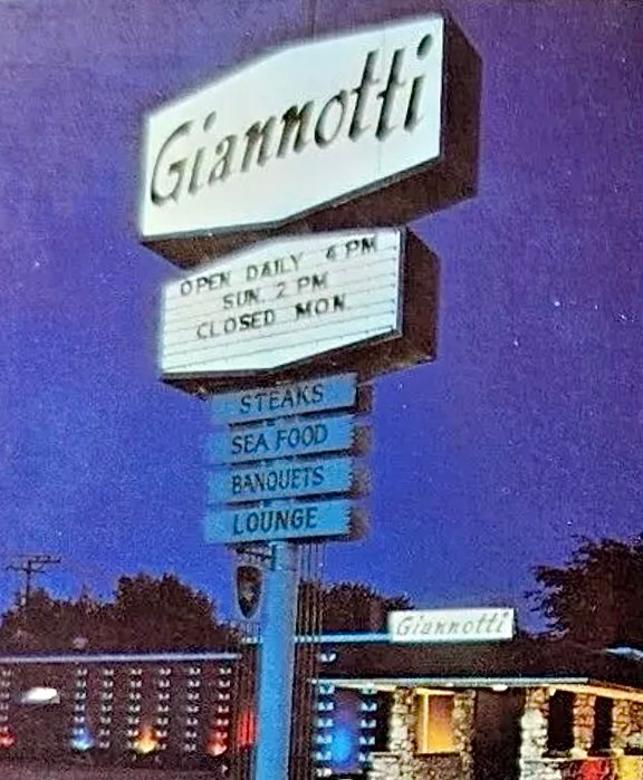 Giannotti
OPEN DAILY 4 PM
SUN. 2 PM
CLOSED MON.
STEAKS
SEA FOOD
BANQUETS
LOUNGE
Giannotti